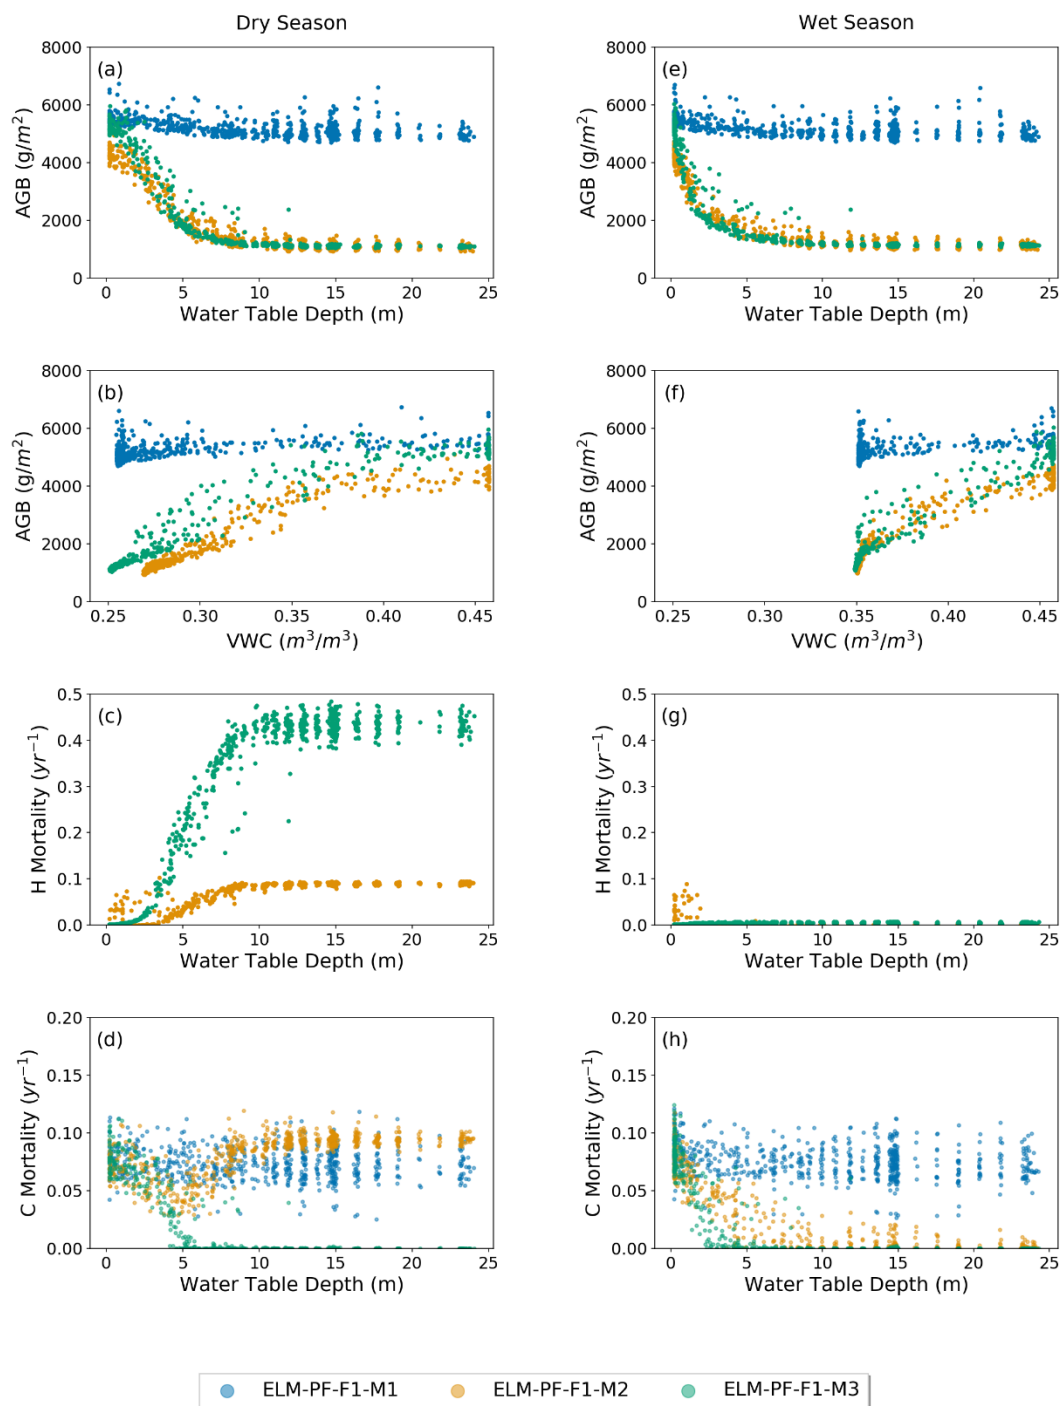 Dry Season
Wet Season
(a)
AGB (g/m²)
8000
6000
4000
2000
0
0 5 10 15 20 25
Water Table Depth (m)
(e)
AGB (g/m²)
8000
6000
4000
2000
0
0 5 10 15 20 25
Water Table Depth (m)
(b)
AGB (g/m²)
8000
6000
4000
2000
0
0.25 0.30 0.35 0.40 0.45
VWC (m³/m³)
(f)
AGB (g/m²)
8000
6000
4000
2000
0
0.25 0.30 0.35 0.40 0.45
VWC (m³/m³)
(c)
H Mortality (yr⁻¹)
0.5
0.4
0.3
0.2
0.1
0.0
0 5 10 15 20 25
Water Table Depth (m)
(g)
H Mortality (yr⁻¹)
0.5
0.4
0.3
0.2
0.1
0.0
0 5 10 15 20 25
Water Table Depth (m)
(d)
C Mortality (yr⁻¹)
0.20
0.15
0.10
0.05
0.00
0 5 10 15 20 25
Water Table Depth (m)
(h)
C Mortality (yr⁻¹)
0.20
0.15
0.10
0.05
0.00
0 5 10 15 20 25
Water Table Depth (m)
ELM-PF-F1-M1 ELM-PF-F1-M2 ELM-PF-F1-M3